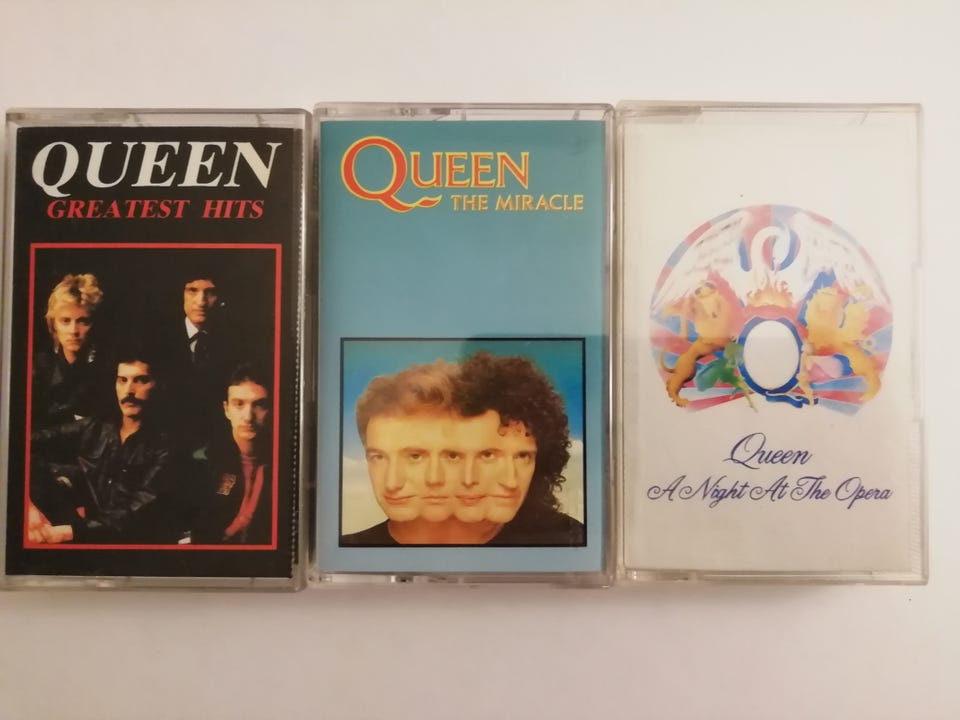 QUEEN
GREATEST HITS
QUEEN
THE MIRACLE
Queen
A Night At The Opera